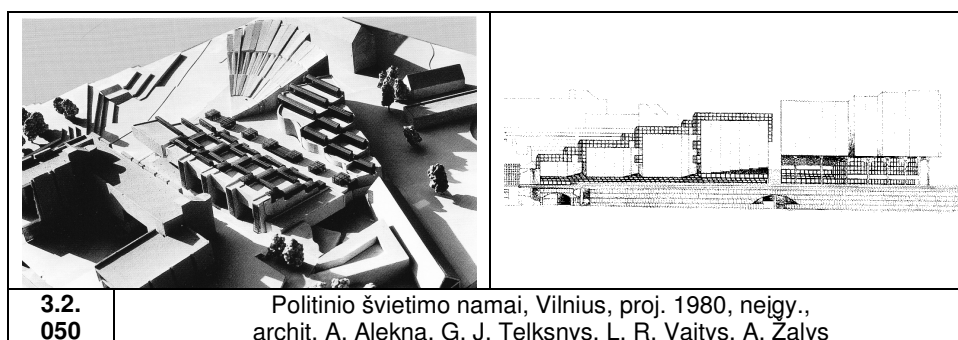 3.2.
050
Politinio švietimo namai, Vilnius, proj. 1980, neįgy.,
archit. A. Alekna, G. J. Telksnys, L. R. Vaitys, A. Žalys